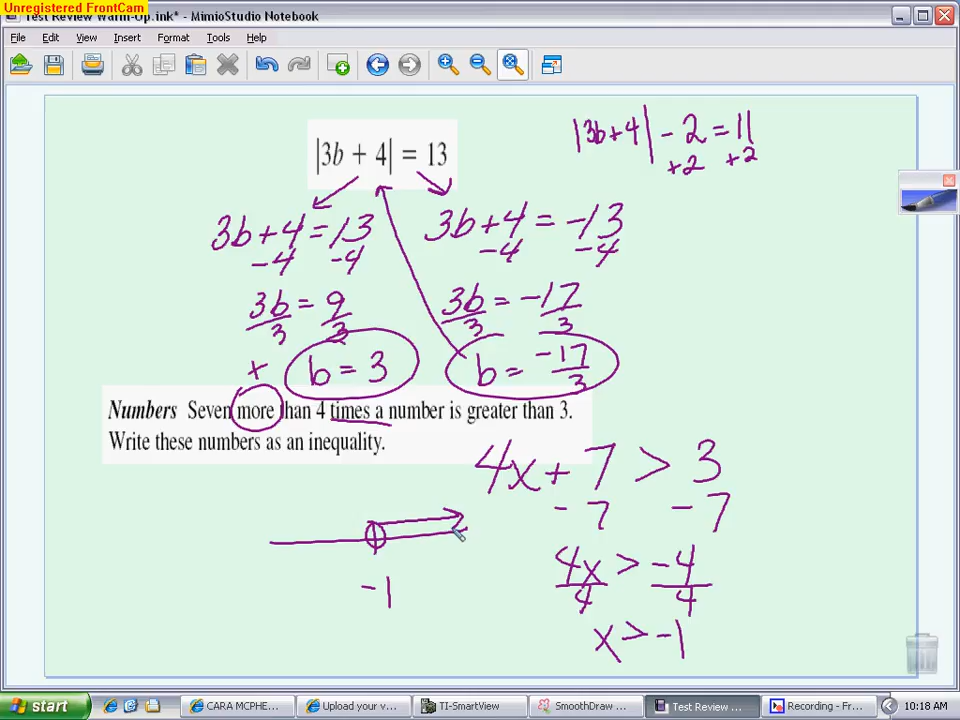 Unregistered FrontCam
Test Review Warm-Up.ink* - MimioStudio Notebook
File Edit View Insert Format Tools Help
|3b + 4| = 13
|3b+4| - 2 = 11
+2 +2
3b+4 = 13
-4 -4
3b = 9
3 3
+ b = 3
3b+4 = -13
-4 -4
3b = -17
3 3
b = -17
3
Numbers Seven more than 4 times a number is greater than 3.
Write these numbers as an inequality.
4x + 7 > 3
- 7 - 7
4x > -4
4 4
x > -1
-1
start
CARA MCPHE...
Upload your v...
TI-SmartView
SmoothDraw ...
Test Review ...
Recording - Fr...
10:18 AM